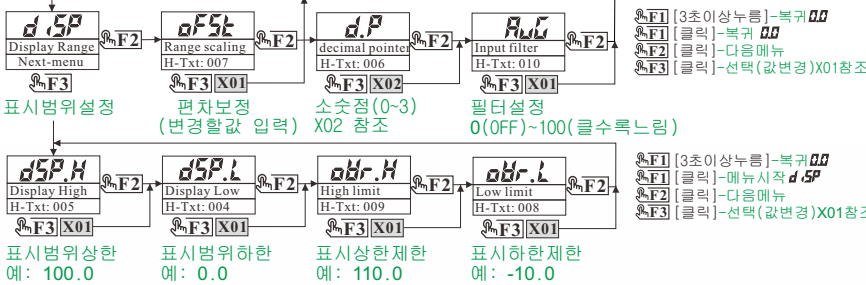 d.SP
Display Range
Next-menu
F2
F3
표시범위설정
oFSt
Range scaling
H-Txt: 007
F2
F3 X01
편차보정
(변경할값 입력)
d.P
decimal pointer
H-Txt: 006
F2
F3 X02
소숫점(0~3)
X02 참조
AuG
Input filter
H-Txt: 010
F2
F3 X01
필터설정
0(OFF)~100(클수록느림)
F1 [3초이상누름]-복귀 0.0
F1 [클릭]-복귀 0.0
F2 [클릭]-다음메뉴
F3 [클릭]-선택(값변경)X01참조
dSP.H
Display High
H-Txt: 005
F2
F3 X01
표시범위상한
예: 100.0
dSP.L
Display Low
H-Txt: 004
F2
F3 X01
표시범위하한
예: 0.0
oUr.H
High limit
H-Txt: 009
F2
F3 X01
표시상한제한
예: 110.0
oUr.L
Low limit
H-Txt: 008
F2
F3 X01
표시하한제한
예: -10.0
F1 [3초이상누름]-복귀 0.0
F1 [클릭]-메뉴시작 d.SP
F2 [클릭]-다음메뉴
F3 [클릭]-선택(값변경)X01참조